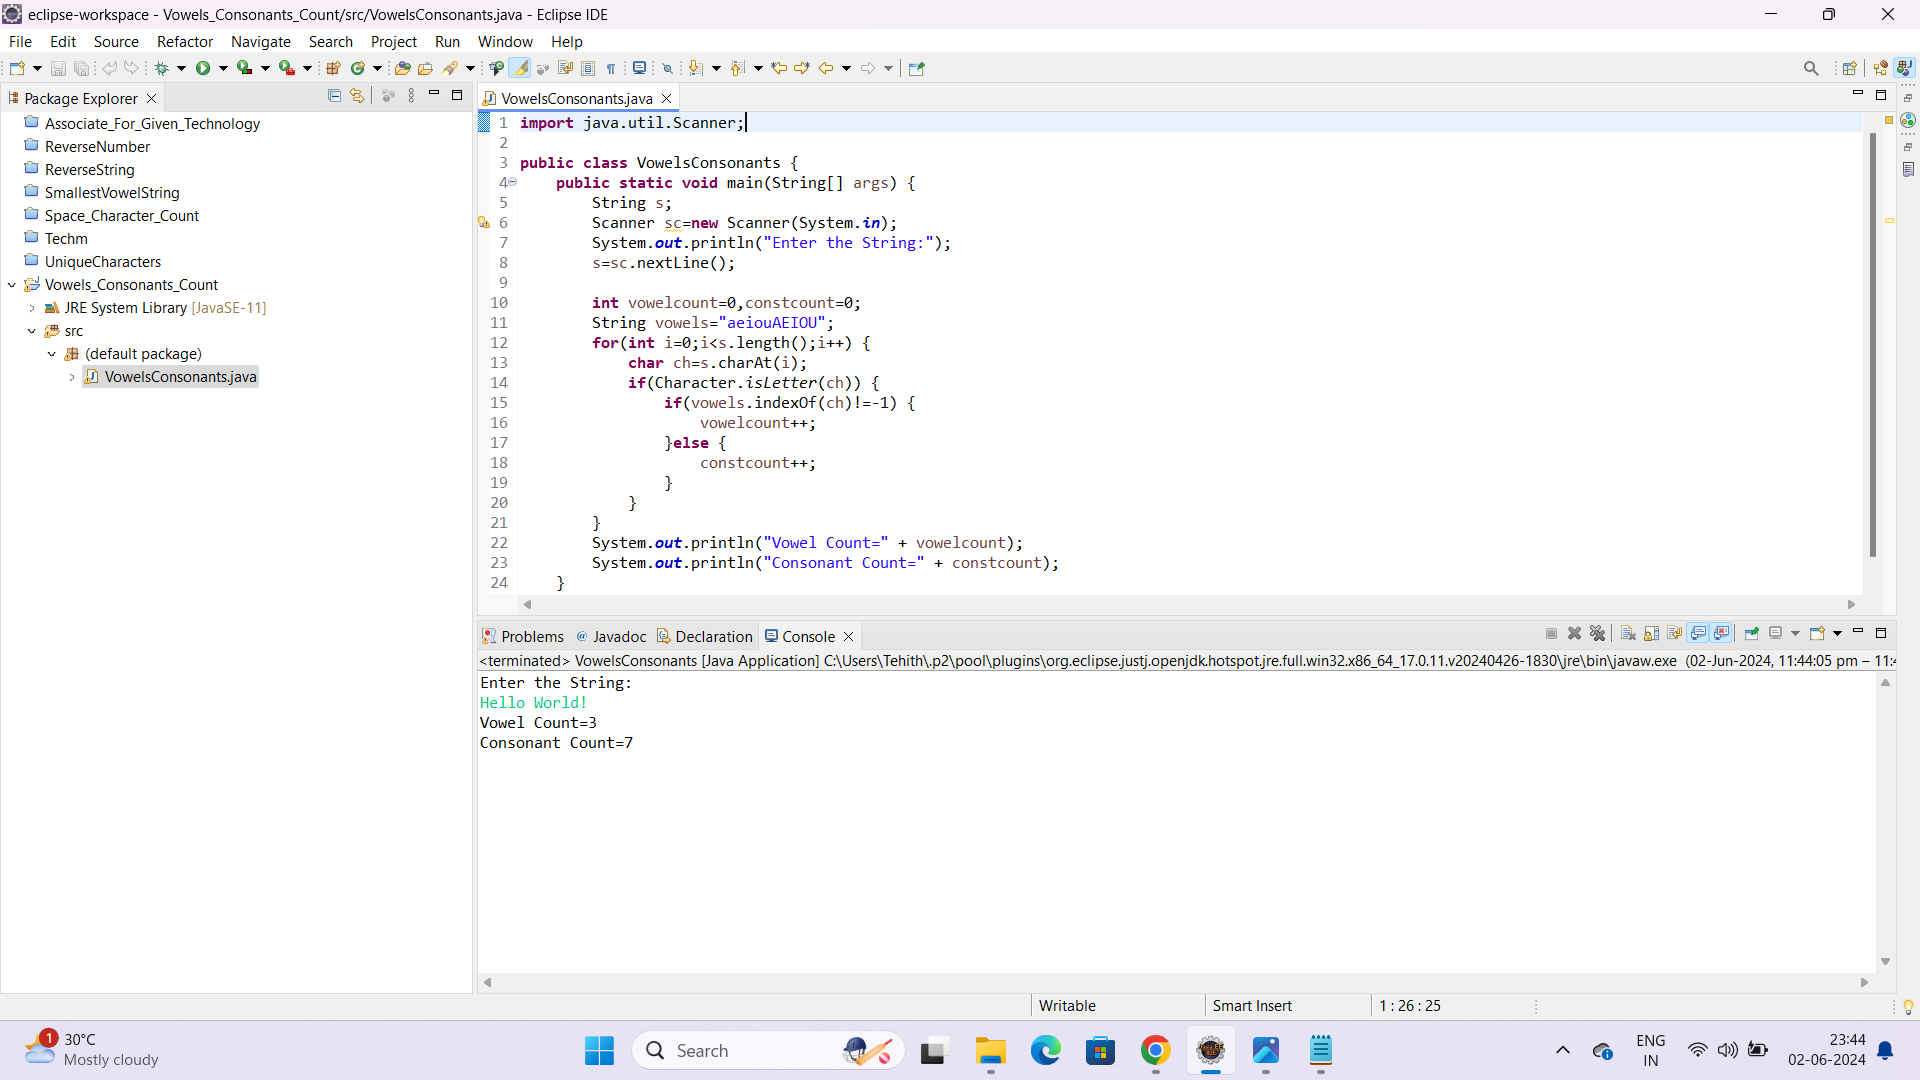 eclipse-workspace - Vowels_Consonants_Count/src/VowelsConsonants.java - Eclipse IDE
File Edit Source Refactor Navigate Search Project Run Window Help
Package Explorer
Associate_For_Given_Technology
ReverseNumber
ReverseString
SmallestVowelString
Space_Character_Count
Techm
UniqueCharacters
Vowels_Consonants_Count
JRE System Library [JavaSE-11]
src
(default package)
VowelsConsonants.java
VowelsConsonants.java
1 import java.util.Scanner;
2
3 public class VowelsConsonants {
4 public static void main(String[] args) {
5 String s;
6 Scanner sc=new Scanner(System.in);
7 System.out.println("Enter the String:");
8 s=sc.nextLine();
9
10 int vowelcount=0,constcount=0;
11 String vowels="aeiouAEIOU";
12 for(int i=0;i<s.length();i++) {
13 char ch=s.charAt(i);
14 if(Character.isLetter(ch)) {
15 if(vowels.indexOf(ch)!=-1) {
16 vowelcount++;
17 }else {
18 constcount++;
19 }
20 }
21 }
22 System.out.println("Vowel Count=" + vowelcount);
23 System.out.println("Consonant Count=" + constcount);
24 }
Problems @ Javadoc Declaration Console
<terminated> VowelsConsonants [Java Application] C:\Users\Tehith\.p2\pool\plugins\org.eclipse.justj.openjdk.hotspot.jre.full.win32.x86_64_17.0.11.v20240426-1830\jre\bin\javaw.exe (02-Jun-2024, 11:44:05 pm – 11:4
Enter the String:
Hello World!
Vowel Count=3
Consonant Count=7
Writable Smart Insert 1 : 26 : 25
1
30°C
Mostly cloudy
Search
ENG
IN
23:44
02-06-2024